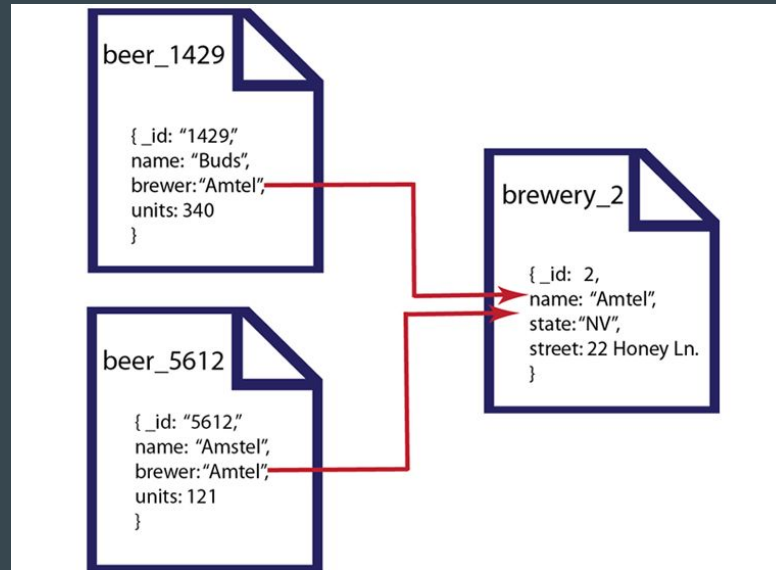 beer_1429
{ _id: “1429,”
name: “Buds”,
brewer:“Amtel”,
units: 340
}
beer_5612
{ _id: “5612,”
name: “Amstel”,
brewer:“Amtel”,
units: 121
}
brewery_2
{ _id: 2,
name: “Amtel”,
state:“NV”,
street: 22 Honey Ln.
}